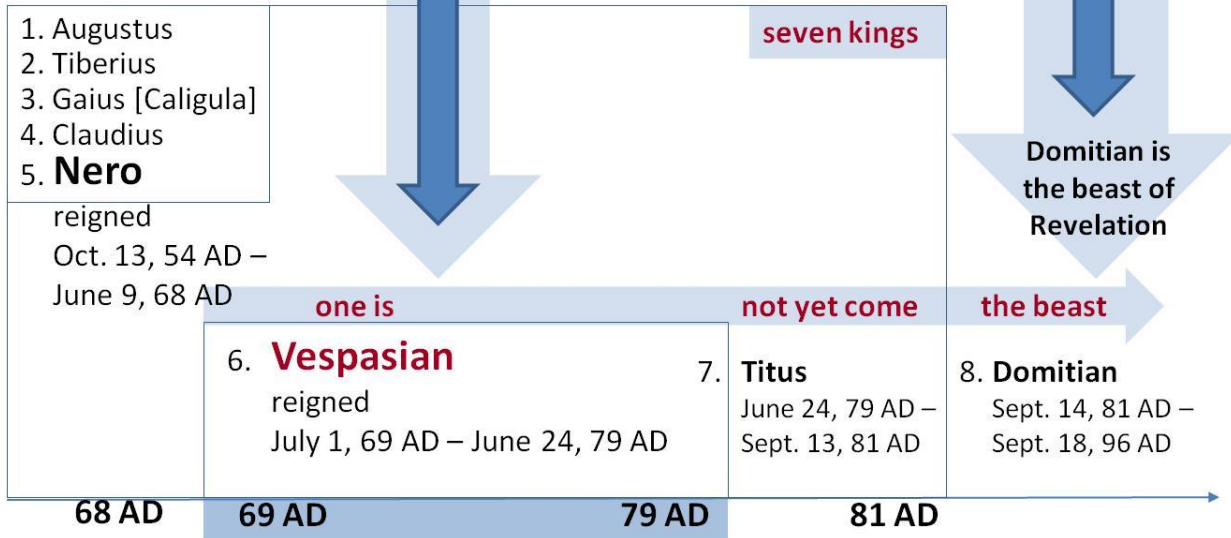 1. Augustus
2. Tiberius
3. Gaius [Caligula]
4. Claudius
5. Nero
reigned
Oct. 13, 54 AD –
June 9, 68 AD
seven kings
Domitian is
the beast of
Revelation
one is
not yet come
the beast
6. Vespasian
reigned
July 1, 69 AD – June 24, 79 AD
7. Titus
June 24, 79 AD –
Sept. 13, 81 AD
8. Domitian
Sept. 14, 81 AD –
Sept. 18, 96 AD
68 AD
69 AD
79 AD
81 AD